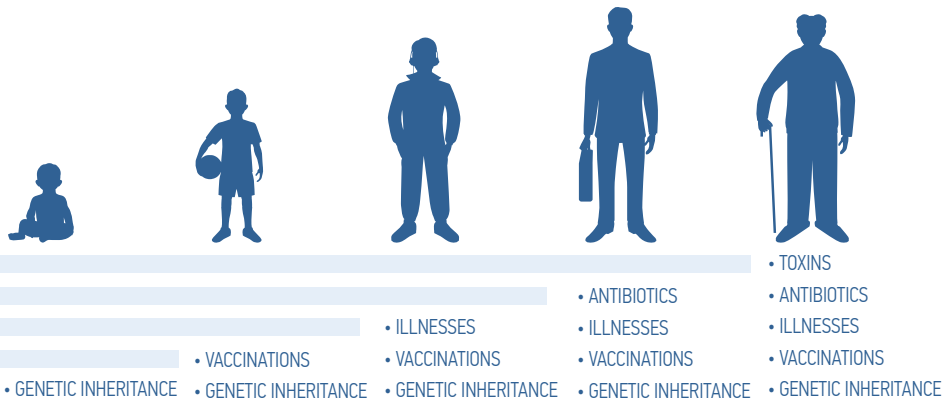 • GENETIC INHERITANCE
• VACCINATIONS
• GENETIC INHERITANCE
• ILLNESSES
• VACCINATIONS
• GENETIC INHERITANCE
• ANTIBIOTICS
• ILLNESSES
• VACCINATIONS
• GENETIC INHERITANCE
• TOXINS
• ANTIBIOTICS
• ILLNESSES
• VACCINATIONS
• GENETIC INHERITANCE